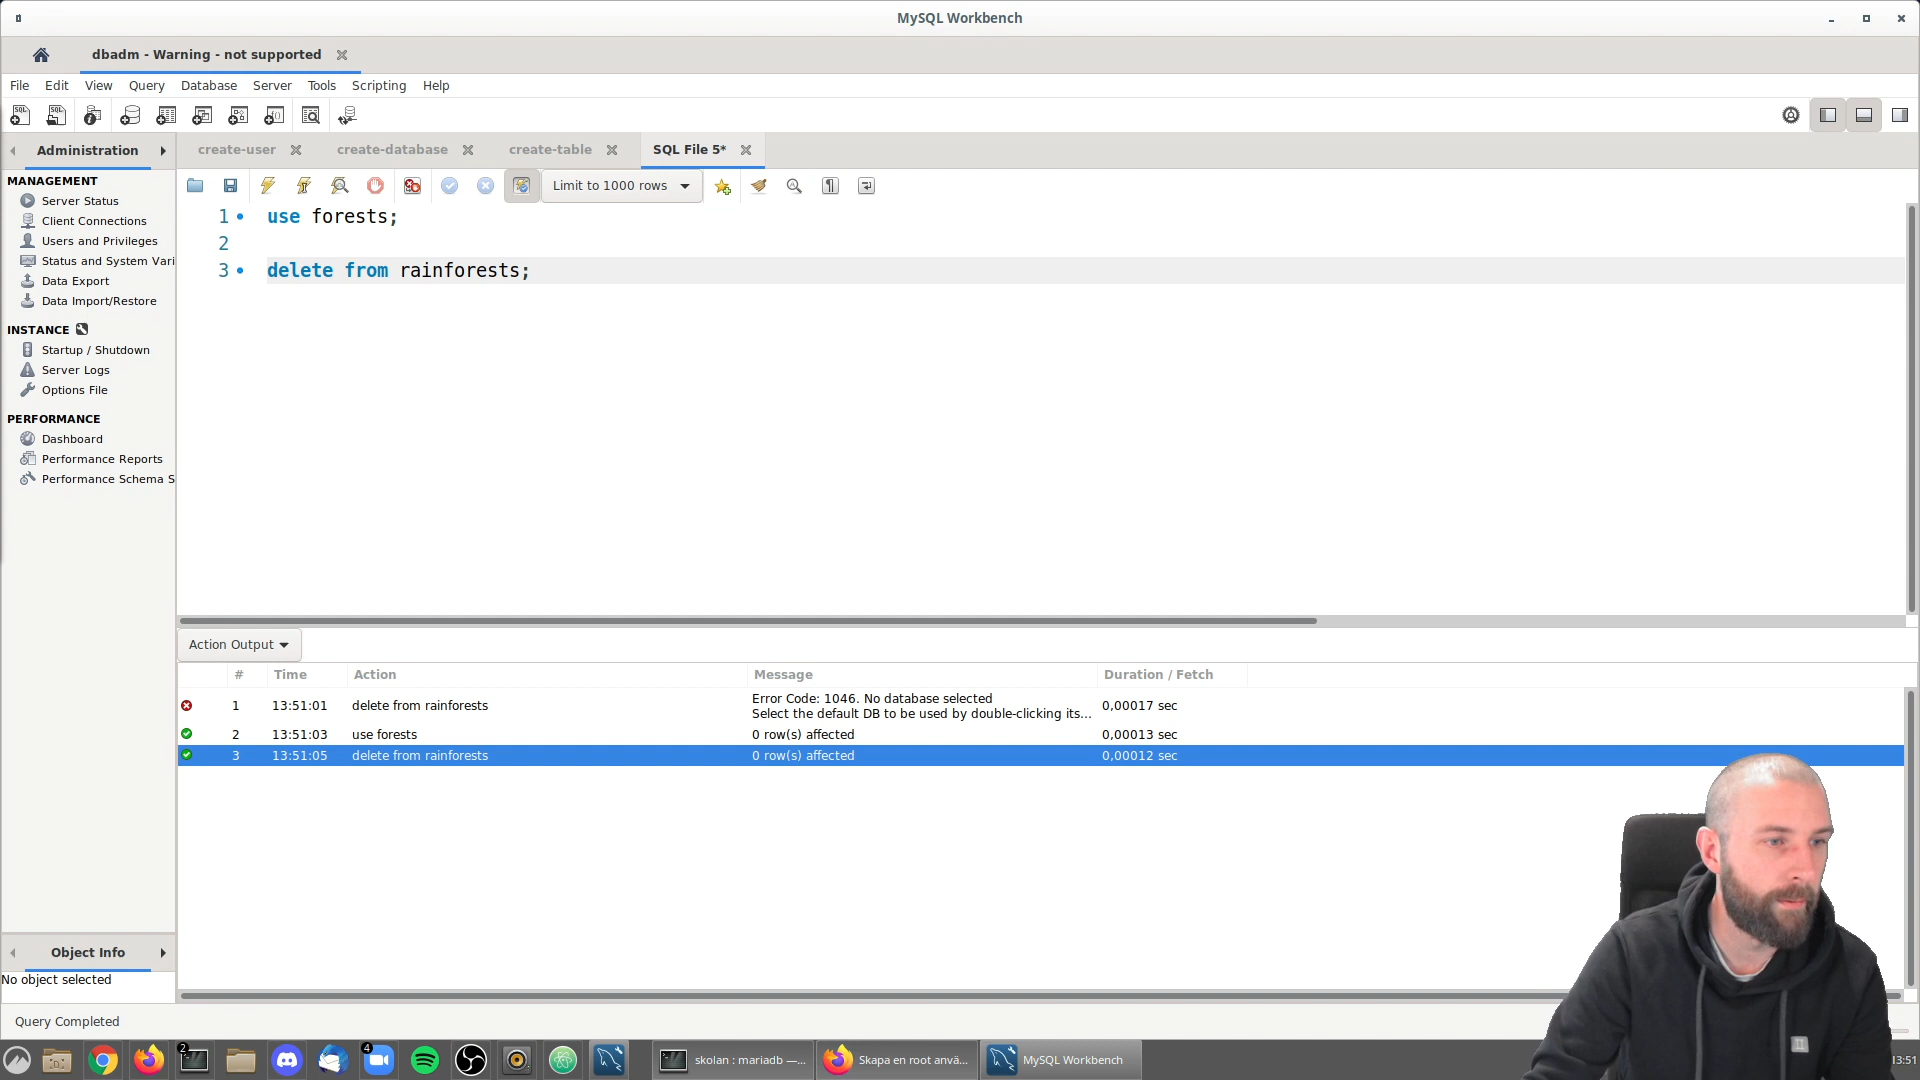 MySQL Workbench
dbadm - Warning - not supported
File Edit View Query Database Server Tools Scripting Help
Administration
create-user
create-database
create-table
SQL File 5*
MANAGEMENT
Server Status
Client Connections
Users and Privileges
Status and System Vari
Data Export
Data Import/Restore
INSTANCE
Startup / Shutdown
Server Logs
Options File
PERFORMANCE
Dashboard
Performance Reports
Performance Schema S
Limit to 1000 rows
1 use forests;
2
3 delete from rainforests;
Action Output
# Time Action Message Duration / Fetch
1 13:51:01 delete from rainforests Error Code: 1046. No database selected 0,00017 sec
Select the default DB to be used by double-clicking its...
2 13:51:03 use forests 0 row(s) affected 0,00013 sec
3 13:51:05 delete from rainforests 0 row(s) affected 0,00012 sec
Object Info
No object selected
Query Completed
2
4
skolan : mariadb —...
Skapa en root anvä...
MySQL Workbench
13:51